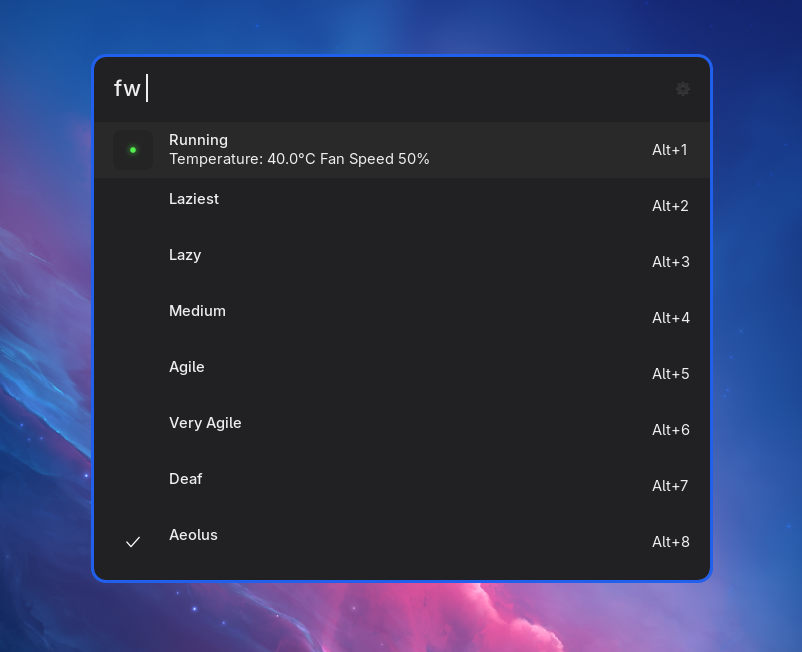 fw
Running
Temperature: 40.0°C Fan Speed 50%
Alt+1
Laziest
Alt+2
Lazy
Alt+3
Medium
Alt+4
Agile
Alt+5
Very Agile
Alt+6
Deaf
Alt+7
Aeolus
Alt+8